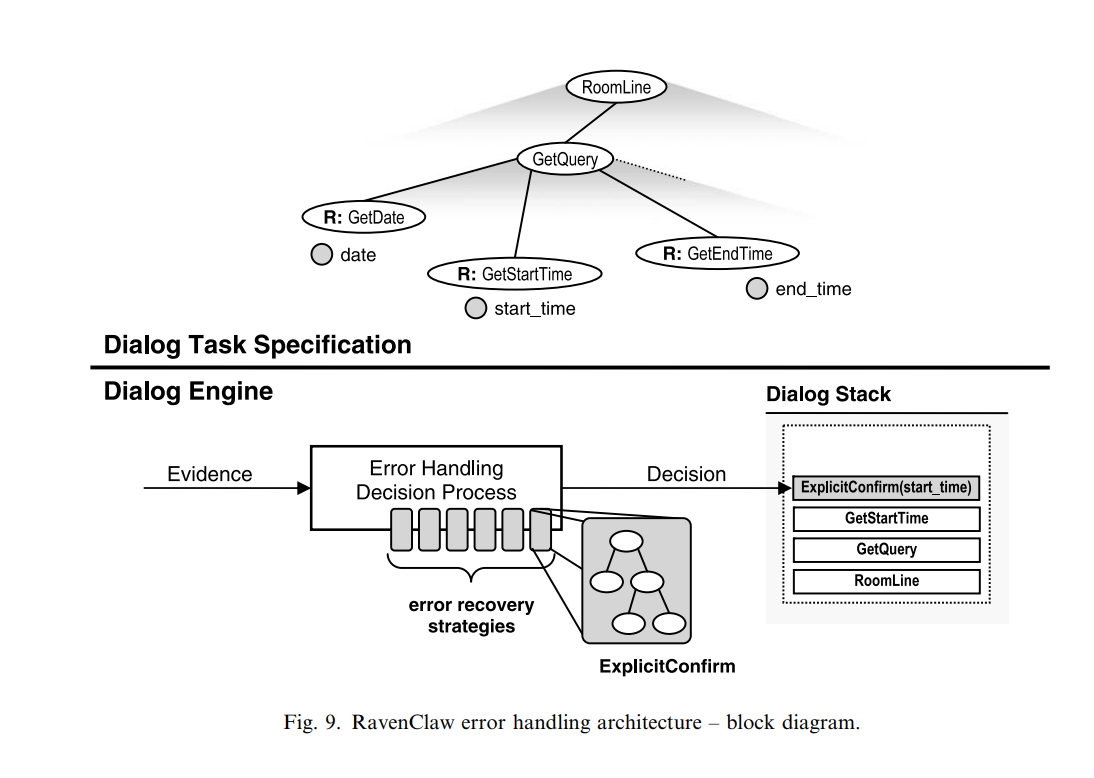 RoomLine
GetQuery
R: GetDate
date
R: GetStartTime
start_time
R: GetEndTime
end_time
Dialog Task Specification
Dialog Engine
Dialog Stack
Evidence
Error Handling
Decision Process
Decision
ExplicitConfirm(start_time)
GetStartTime
GetQuery
RoomLine
error recovery
strategies
ExplicitConfirm
Fig. 9. RavenClaw error handling architecture – block diagram.